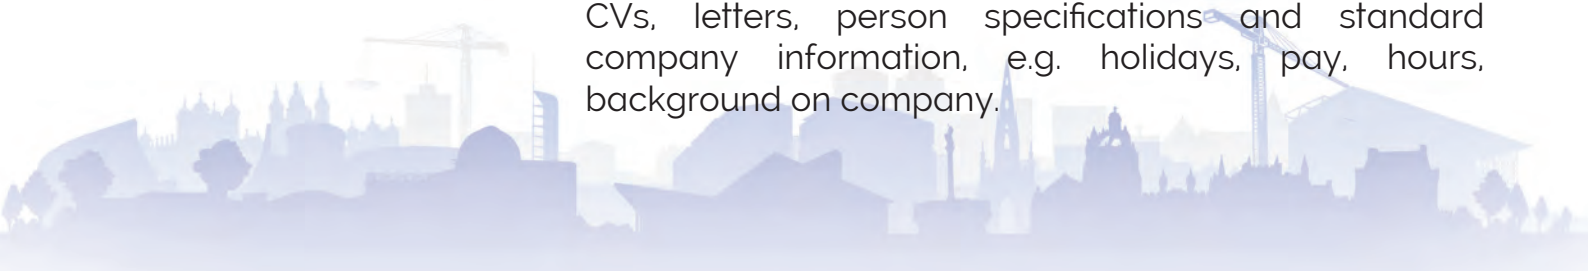 CVs, letters, person specifications and standard
company information, e.g. holidays, pay, hours,
background on company.